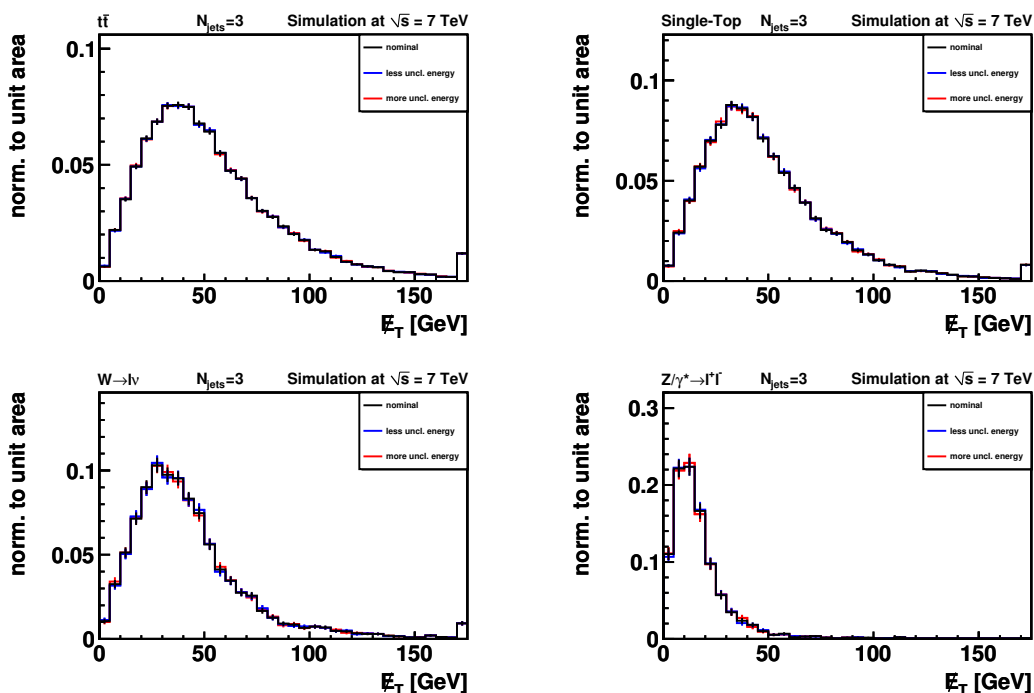 tt̄ N_jets=3 Simulation at √s = 7 TeV
norm. to unit area
nominal
less uncl. energy
more uncl. energy
0.1
0.05
0
0 50 100 150
E̸_T [GeV]
Single-Top N_jets=3 Simulation at √s = 7 TeV
norm. to unit area
nominal
less uncl. energy
more uncl. energy
0.1
0.05
0
0 50 100 150
E̸_T [GeV]
W→lν N_jets=3 Simulation at √s = 7 TeV
norm. to unit area
nominal
less uncl. energy
more uncl. energy
0.1
0.05
0
0 50 100 150
E̸_T [GeV]
Z/γ*→l⁺l⁻ N_jets=3 Simulation at √s = 7 TeV
norm. to unit area
nominal
less uncl. energy
more uncl. energy
0.3
0.2
0.1
0
0 50 100 150
E̸_T [GeV]